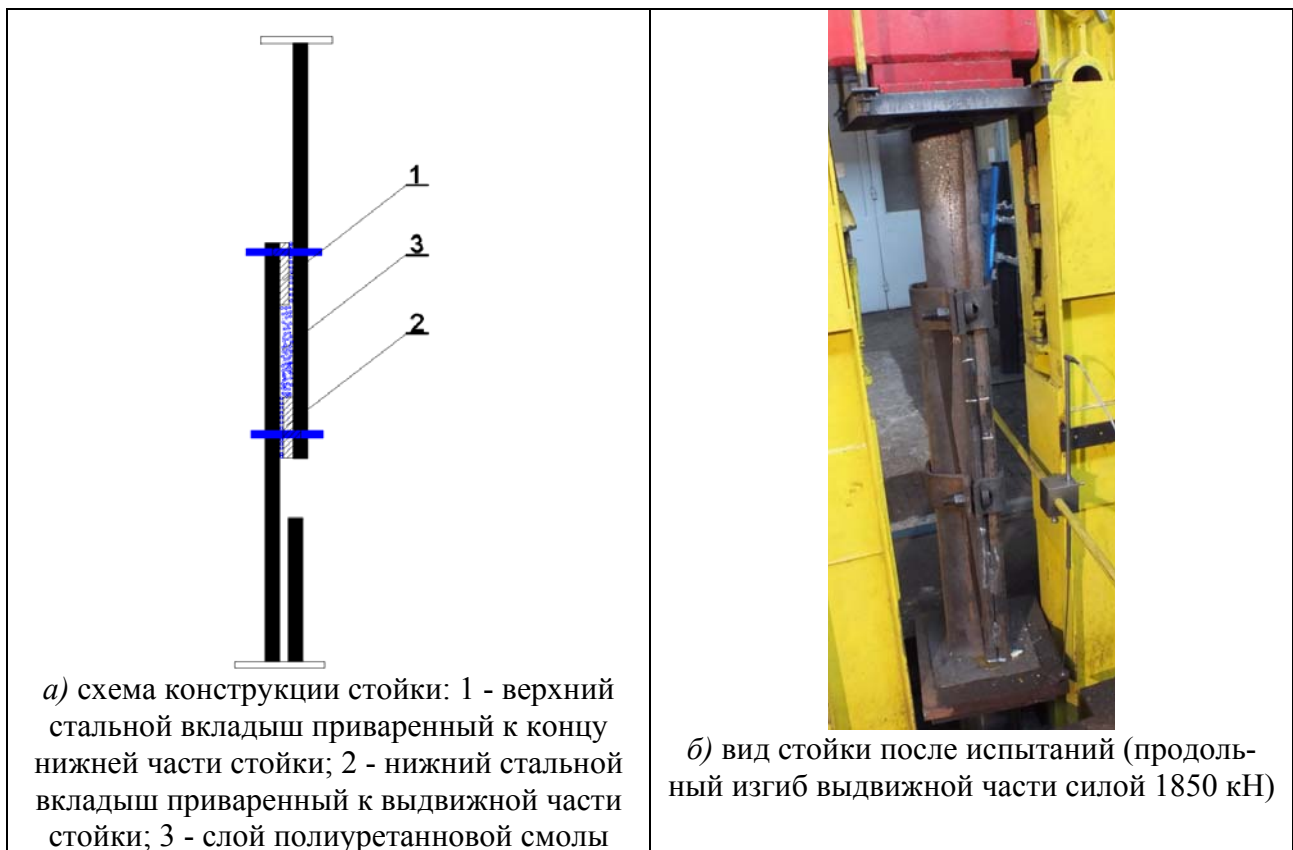 1
3
2
а) схема конструкции стойки: 1 - верхний
стальной вкладыш приваренный к концу
нижней части стойки; 2 - нижний стальной
вкладыш приваренный к выдвижной части
стойки; 3 - слой полиуретанновой смолы
б) вид стойки после испытаний (продоль-
ный изгиб выдвижной части силой 1850 кН)